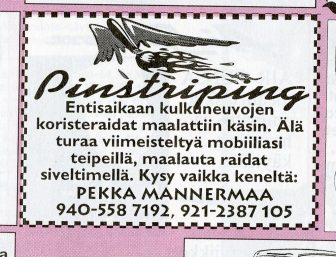 Pinstriping
Entisaikaan kulkuneuvojen
koristeraidat maalattiin käsin. Älä
turaa viimeisteltyä mobiiliasi
teipeillä, maalauta raidat
siveltimellä. Kysy vaikka keneltä:
PEKKA MANNERMAA
940-558 7192, 921-2387 105